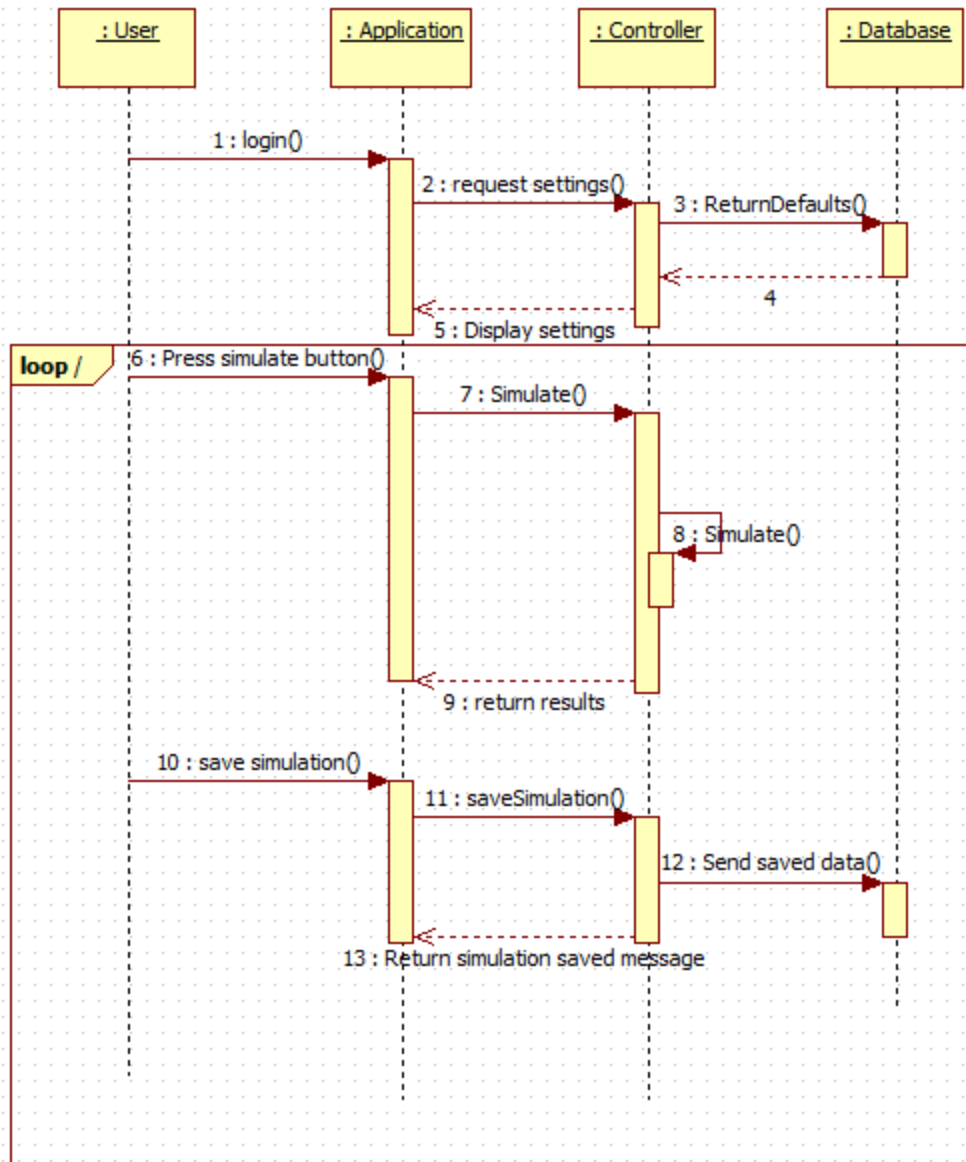 : User
: Application
: Controller
: Database
1 : login()
2 : request settings()
3 : ReturnDefaults()
4
5 : Display settings
loop /
6 : Press simulate button()
7 : Simulate()
8 : Simulate()
9 : return results
10 : save simulation()
11 : saveSimulation()
12 : Send saved data()
13 : Return simulation saved message